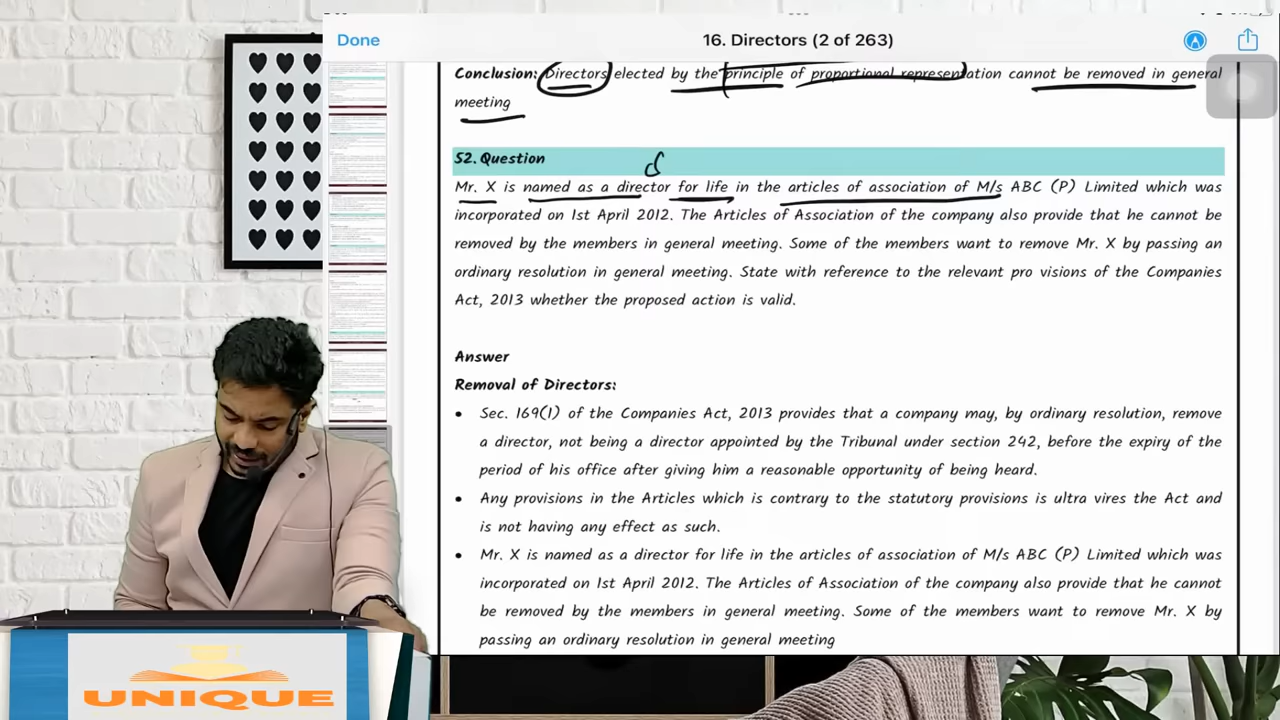 Done
16. Directors (2 of 263)
Conclusion: Directors elected by the principle of proportional representation cannot be removed in
meeting
52. Question
Mr. X is named as a director for life in the articles of association of M/s ABC (P) Limited which was
incorporated on 1st April 2012. The Articles of Association of the company also provide that he cannot be
removed by the members in general meeting. Some of the members want to Mr. X by passing
ordinary resolution in general meeting. State with reference to the relevant of the Companies
Act, 2013 whether the proposed action is valid.
Answer
Removal of Directors:
• Sec. 169(1) of the Companies Act, 2013 provides that a company may, by ordinary resolution,
a director, not being a director appointed by the Tribunal under section 242, before the expiry of the
period of his office after giving him a reasonable opportunity of being heard.
• Any provisions in the Articles which is contrary to the statutory provisions is ultra vires the Act and
is not having any effect as such.
• Mr. X is named as a director for life in the articles of association of M/s ABC (P) Limited which was
incorporated on 1st April 2012. The Articles of Association of the company also provide that he cannot
be removed by the members in general meeting. Some of the members want to remove Mr. X by
passing an ordinary resolution in general meeting
UNIQUE